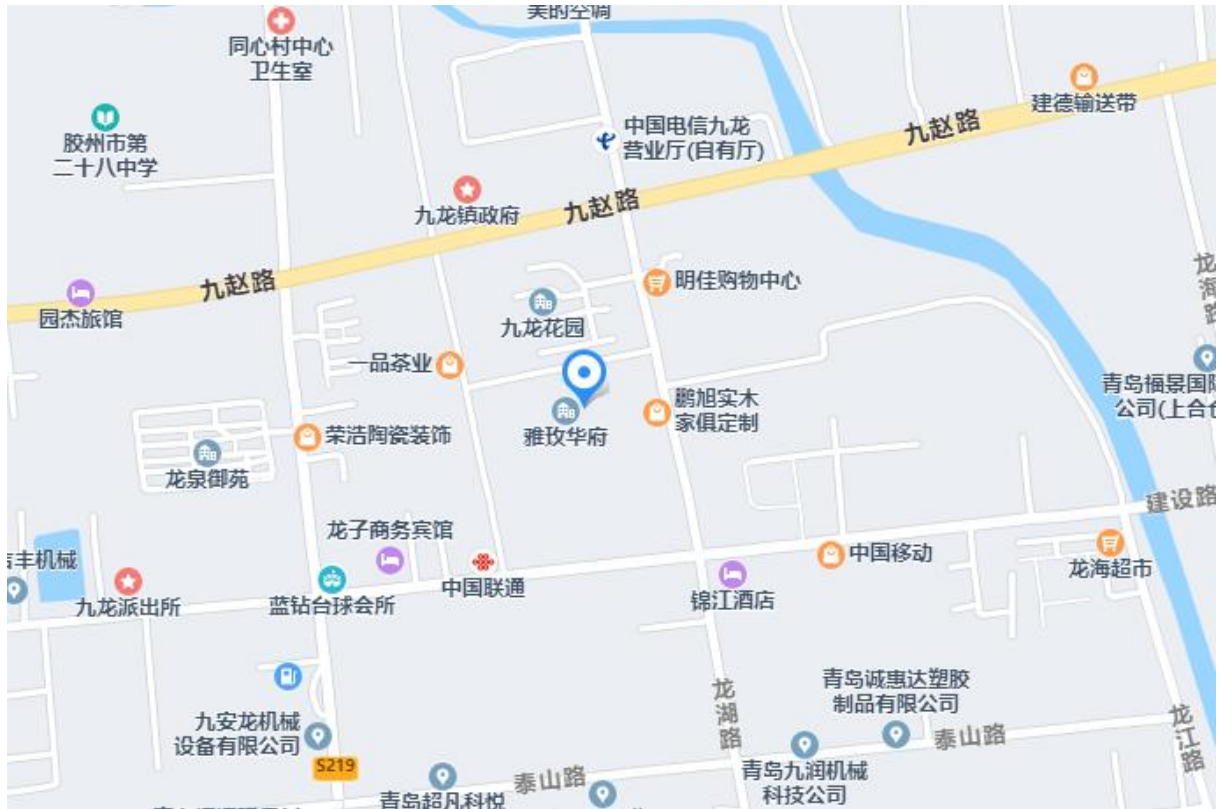 美的空调
同心村中心
卫生室
建德输送带
胶州市第
二十八中学
中国电信九龙
营业厅(自有厅)
九赵路
九龙镇政府
九赵路
龙海路
九赵路
明佳购物中心
园杰旅馆
九龙花园
一品茶业
青岛福景国际
公司(上合
鹏旭实木
家俱定制
雅玫华府
荣浩陶瓷装饰
龙泉御苑
建设路
龙子商务宾馆
丰机械
中国移动
龙海超市
九龙派出所
蓝钻台球会所
中国联通
锦江酒店
青岛诚惠达塑胶
制品有限公司
龙湖路
龙江路
九安龙机械
设备有限公司
泰山路
S219
泰山路
青岛九润机械
科技公司
青岛超凡科悦